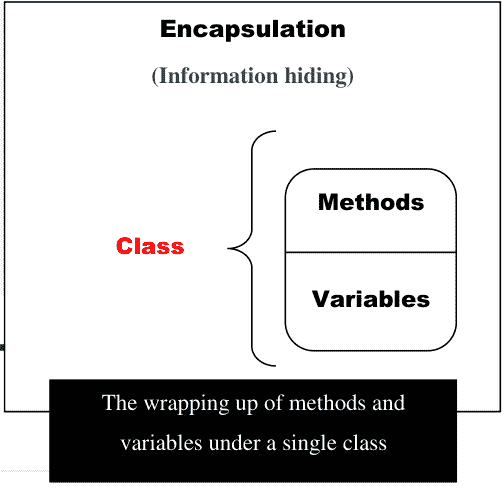 Encapsulation
(Information hiding)
Methods
Class
Variables
The wrapping up of methods and
variables under a single class